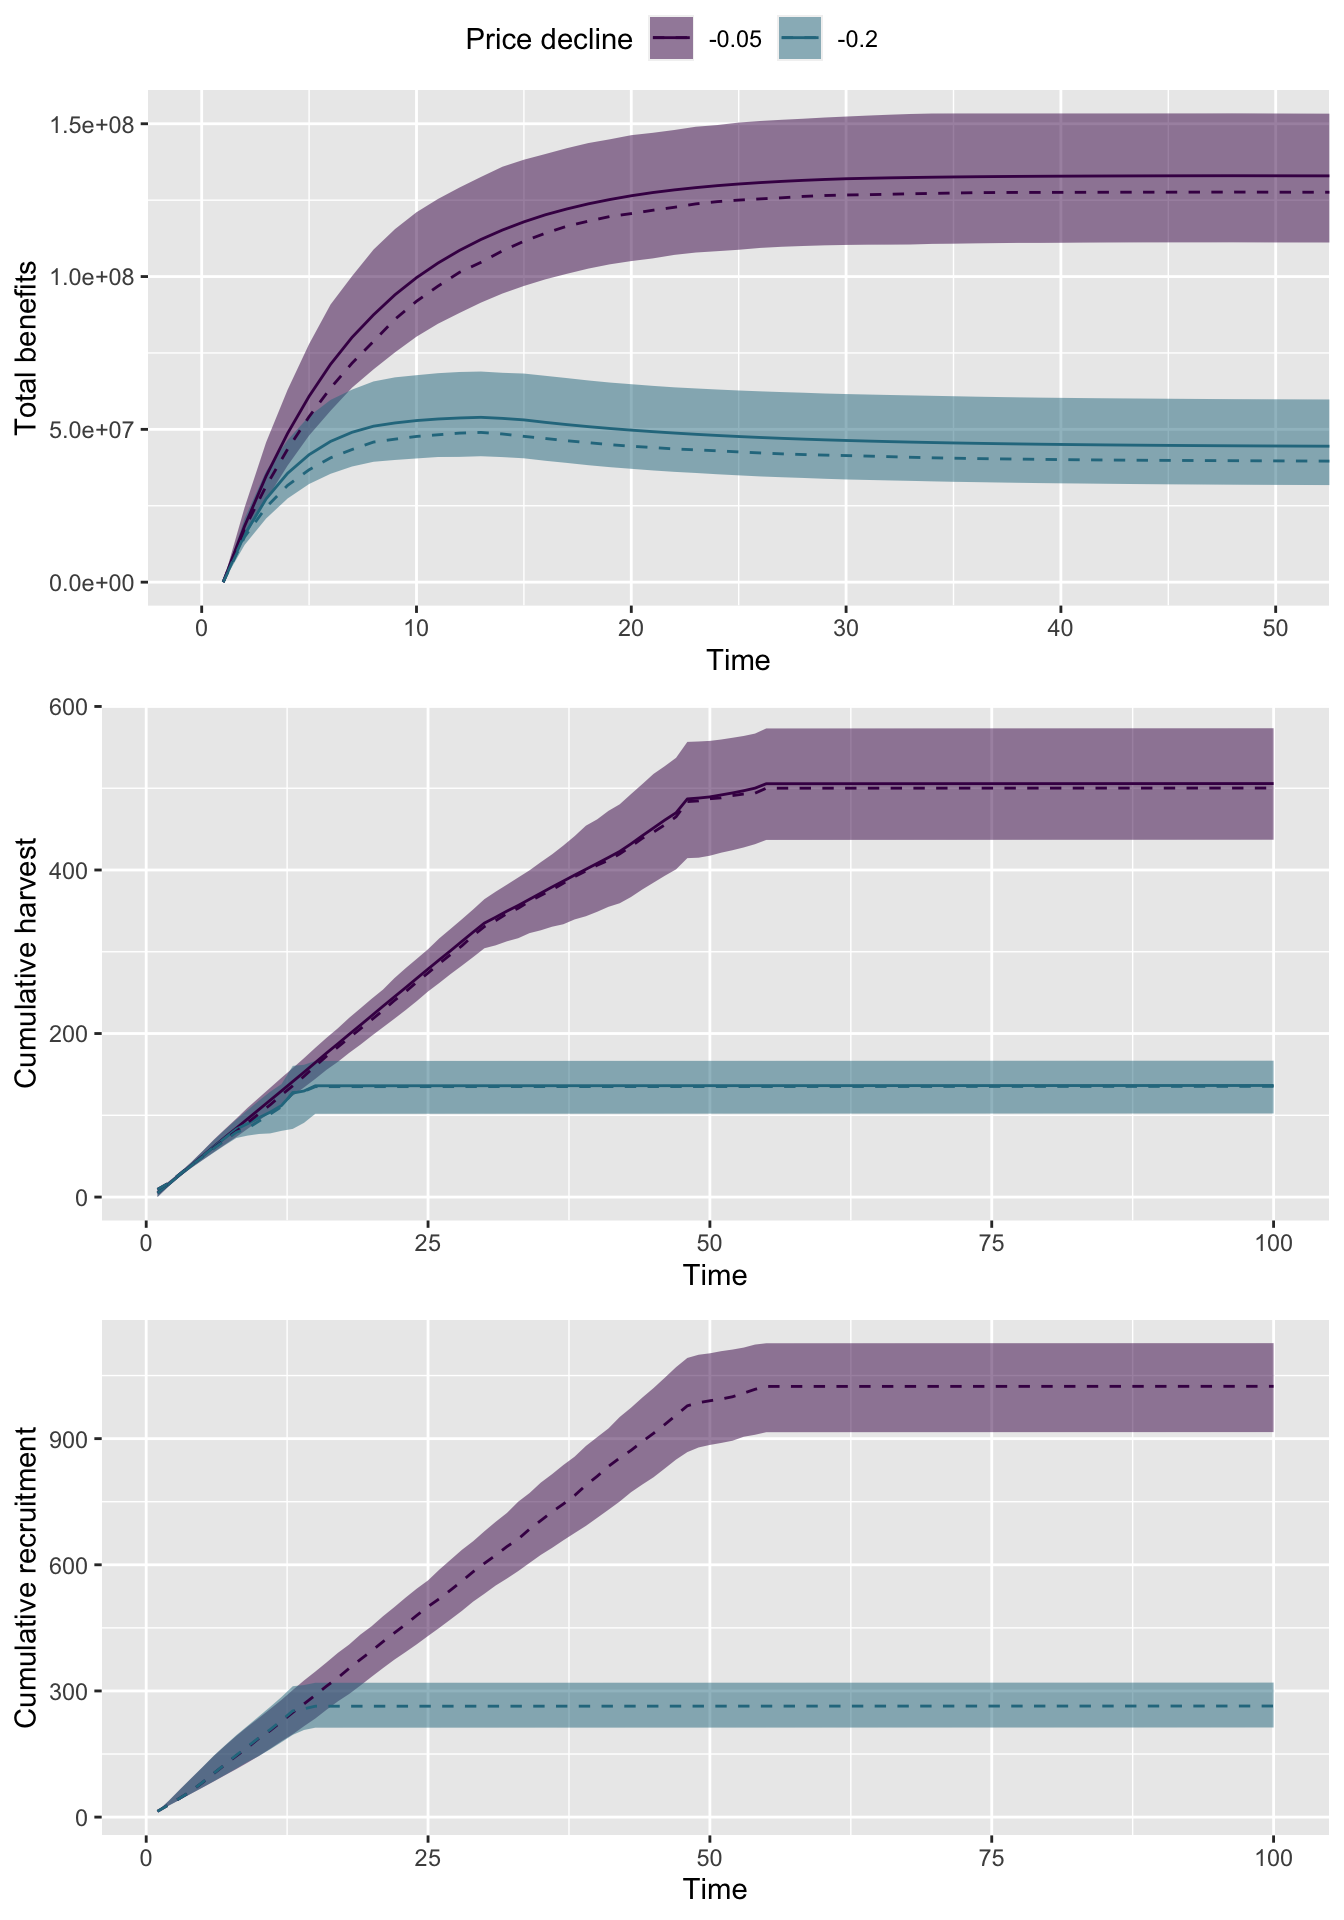 Price decline -0.05 -0.2
Total benefits
1.5e+08
1.0e+08
5.0e+07
0.0e+00
0 10 20 30 40 50
Time
Cumulative harvest
600
400
200
0
0 25 50 75 100
Time
Cumulative recruitment
900
600
300
0
0 25 50 75 100
Time